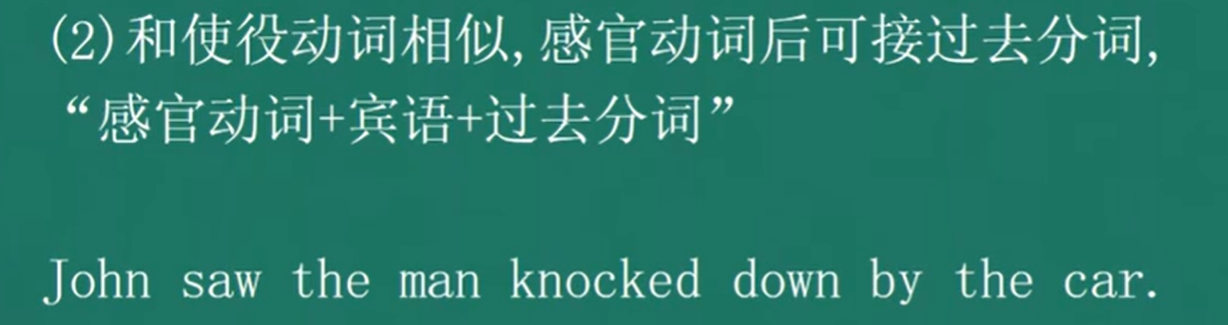 (2)和使役动词相似,感官动词后可接过去分词,
“感官动词+宾语+过去分词”
John saw the man knocked down by the car.